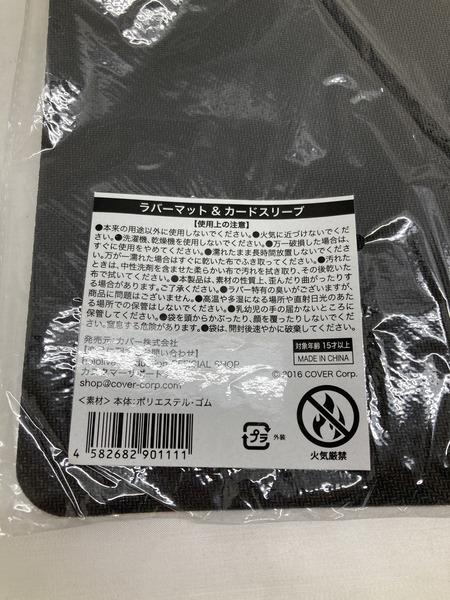 ラバーマット & カードスリーブ
【使用上の注意】
●本来の用途以外に使用しないでください。●火気に近づけないでくだ
さい。●洗濯機、乾燥機を使用しないでください。●万一破損した場合は、
すぐに使用をやめてください。●濡れたまま長時間放置しないでくださ
い。万が一濡れた場合はすぐに乾いた布でふき取ってください。●汚れた
ときは、中性洗剤を含ませた柔らかい布で汚れを拭き取り、その後乾いた
布で拭いてください。●本製品は、素材の性質上、歪んだり曲がったりす
る場合があります。ご了承ください。●ラバー特有の臭いがございますが、
商品に問題はございません。●高温や多湿になる場所や直射日光のあた
る場所での保管はしないでください。●乳幼児の手の届かないところに
保管してください。●袋を頭からかぶったり、顔を覆ったりしないでくだ
さい。窒息する危険があります。●袋は、開封後速やかに破棄してください。
発売元:カバー株式会社
対象年齢 15才以上
MADE IN CHINA
OFFICIAL SHOP
© 2016 COVER Corp.
カスタマーサポート
shop@cover-corp.com
<素材> 本体:ポリエステル・ゴム
4 582682 901111
プラ 外装
火気厳禁